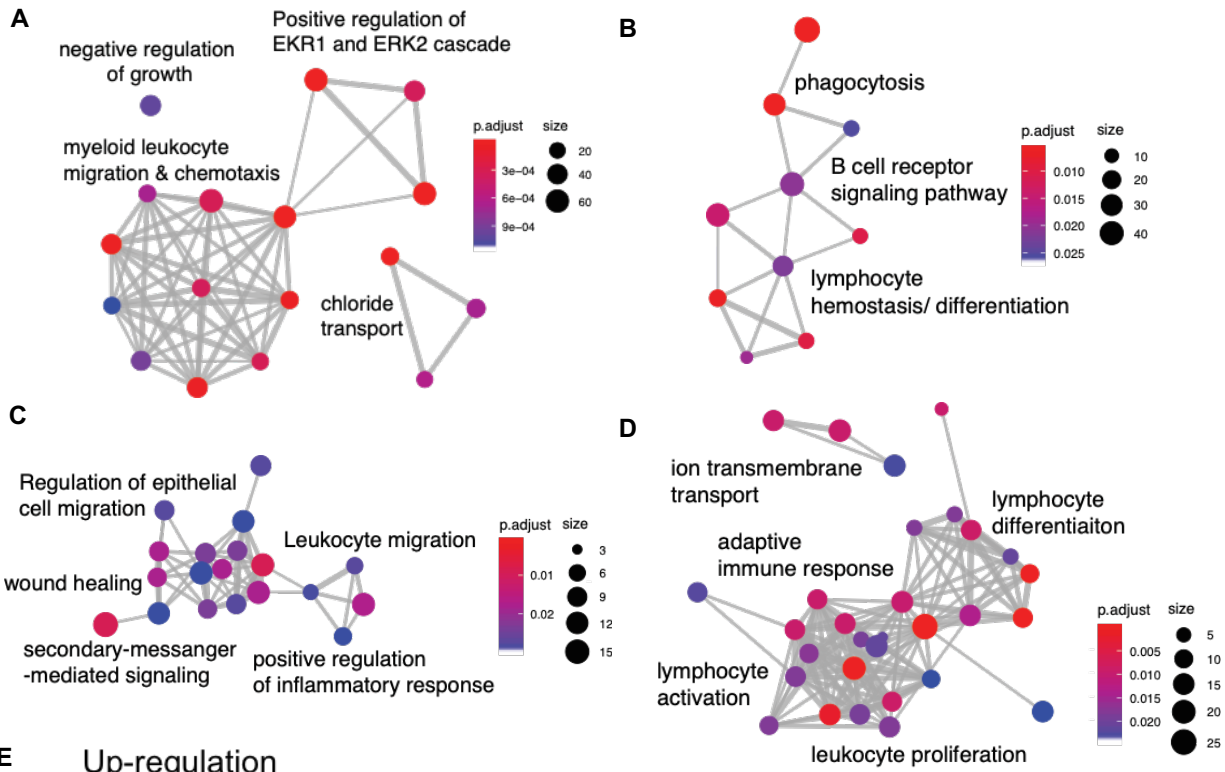 A
Positive regulation of
EKR1 and ERK2 cascade
negative regulation
of growth
myeloid leukocyte
migration & chemotaxis
chloride
transport
p.adjust
3e−04
6e−04
9e−04
size
20
40
60
B
phagocytosis
B cell receptor
signaling pathway
lymphocyte
hemostasis/ differentiation
p.adjust
0.010
0.015
0.020
0.025
size
10
20
30
40
C
Regulation of epithelial
cell migration
Leukocyte migration
wound healing
secondary-messanger
-mediated signaling
positive regulation
of inflammatory response
p.adjust
0.01
0.02
size
3
6
9
12
15
D
ion transmembrane
transport
lymphocyte
differentiaiton
adaptive
immune response
lymphocyte
activation
leukocyte proliferation
p.adjust
0.005
0.010
0.015
0.020
size
5
10
15
20
25
E
Up-regulation